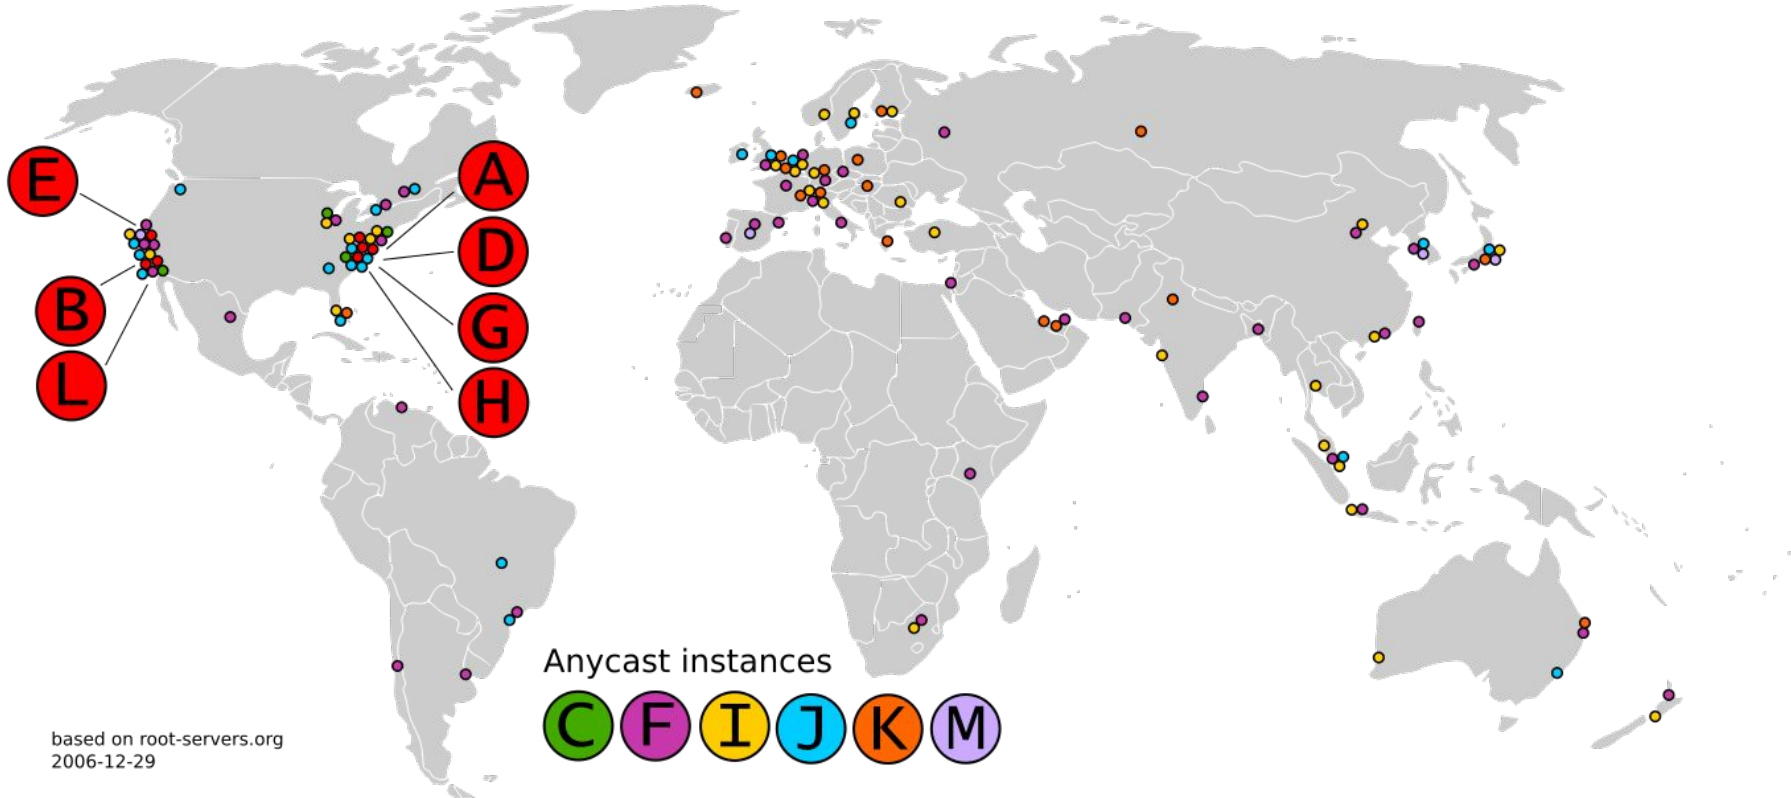 E
A
D
B
G
L
H
Anycast instances
C F I J K M
based on root-servers.org
2006-12-29